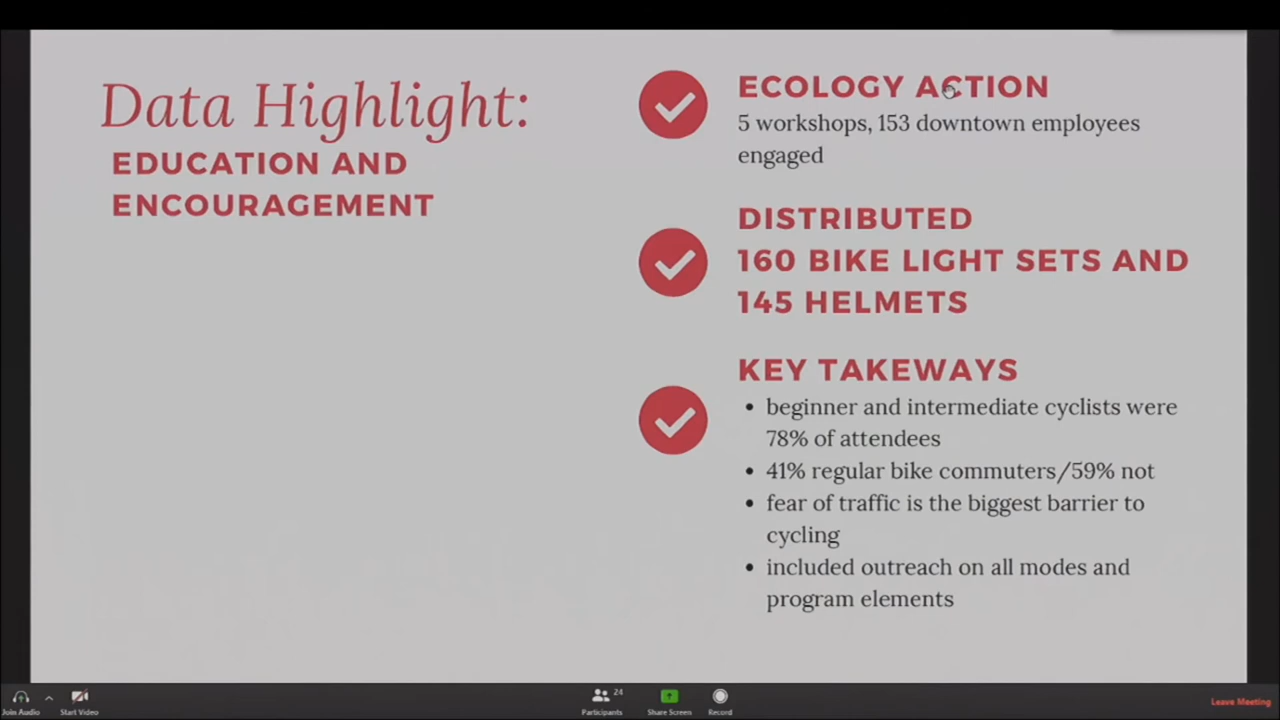 Data Highlight:
EDUCATION AND
ENCOURAGEMENT
ECOLOGY ACTION
5 workshops, 153 downtown employees
engaged
DISTRIBUTED
160 BIKE LIGHT SETS AND
145 HELMETS
KEY TAKEWAYS
• beginner and intermediate cyclists were
78% of attendees
• 41% regular bike commuters/59% not
• fear of traffic is the biggest barrier to
cycling
• included outreach on all modes and
program elements
Join Audio
Start Video
24
Participants
Share Screen
Record
Leave Meeting